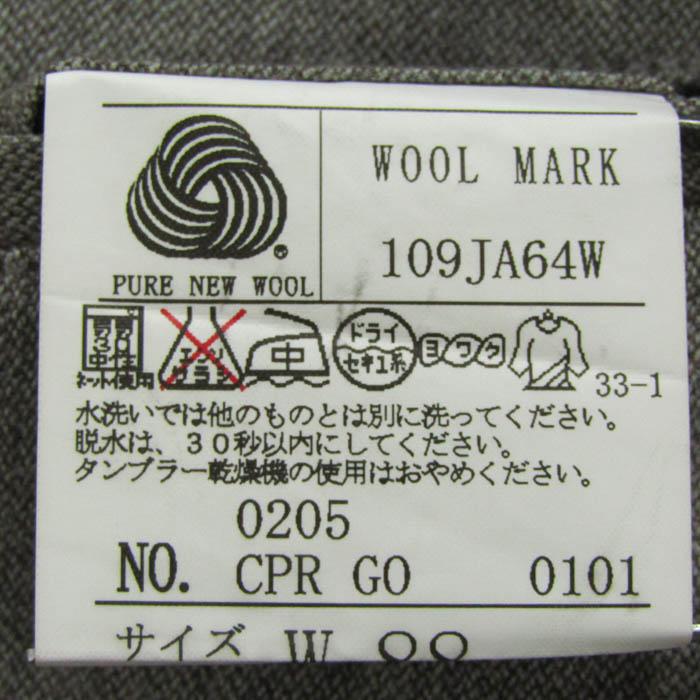 WOOL MARK
109JA64W
PURE NEW WOOL
®
弱30
中性
ネット使用
エンソ
サラシ
中
ドライ
セキユ系
ヨワク
33-1
水洗いでは他のものとは別に洗ってください。
脱水は、30秒以内にしてください。
タンブラー乾燥機の使用はおやめください。
0205
NO. CPR GO 0101
サイズ W 88